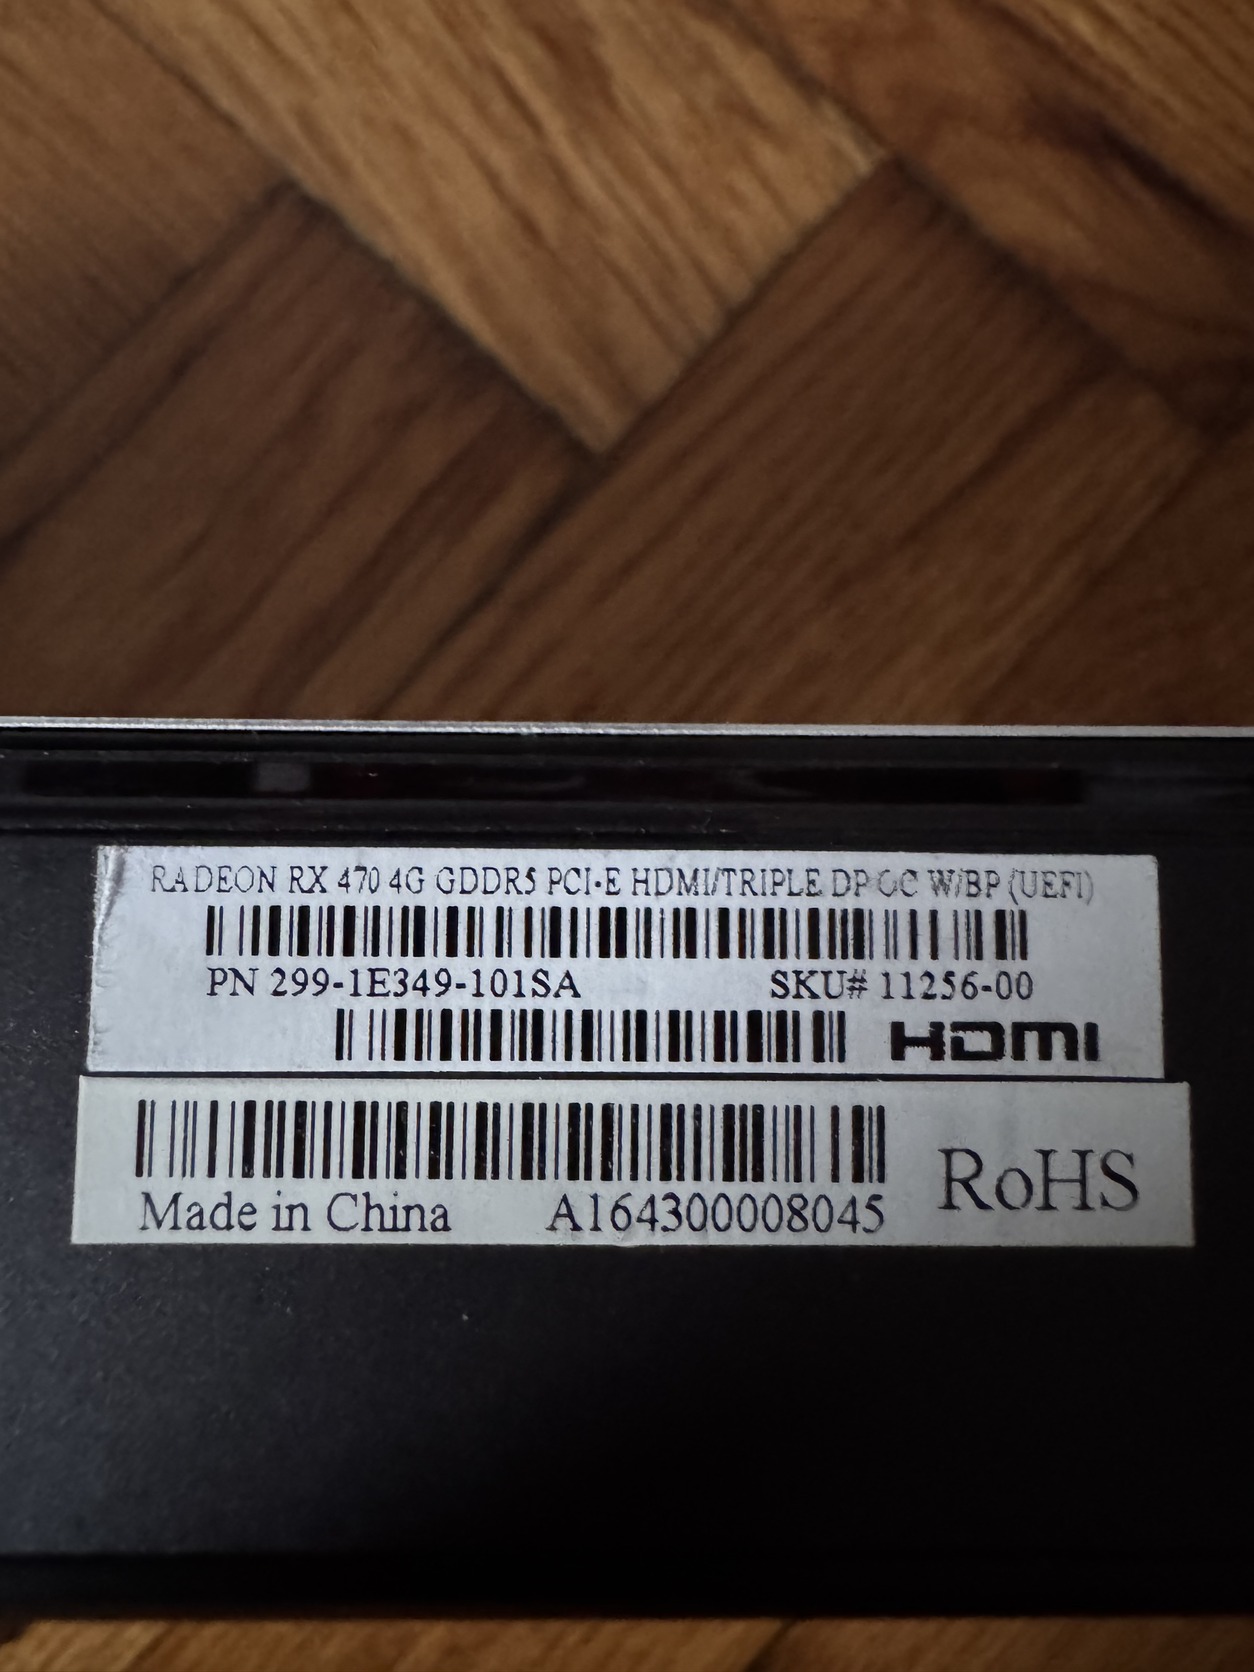 RADEON RX 470 4G GDDR5 PCI-E HDMI/TRIPLE DP OC W/BP (UEFI)
PN 299-1E349-101SA SKU# 11256-00
HDMI
RoHS
Made in China A164300008045